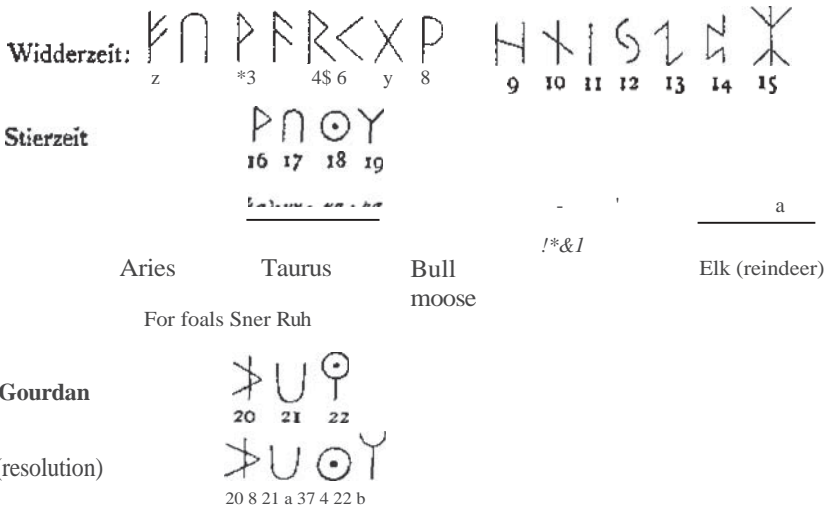 Widderzeit: ᚠ ᚢ ᚦ ᚨ ᚱ ᚲ ᚷ ᚹ ᚺ ᚾ ᛁ
z *3 4$ 6 y 8 9 10 11 12 13 14 15
Stierzeit ᚦ ᑎ ⊙ Y
16 17 18 19
- ' a
!*&1
Aries Taurus Bull moose Elk (reindeer)
For foals Sner Ruh
Gourdan
20 21 22
(resolution)
20 8 21 a 37 4 22 b